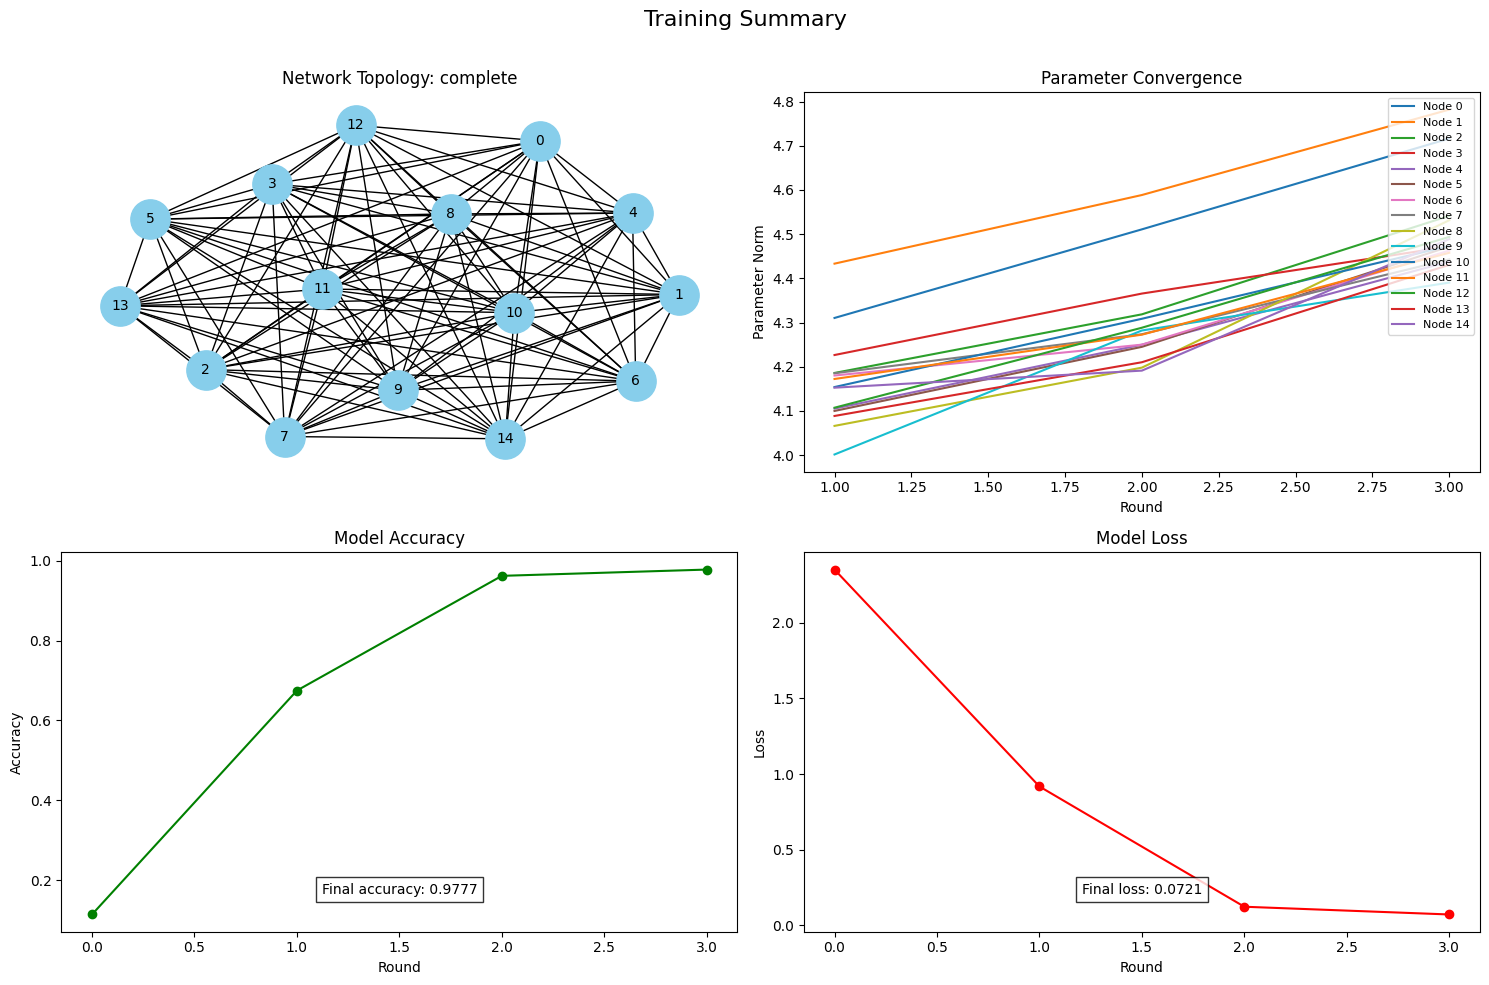 Training Summary
Network Topology: complete
12
0
3
8
4
5
11
1
13
10
2
9
6
7
14
Parameter Convergence
Parameter Norm
4.8
4.7
4.6
4.5
4.4
4.3
4.2
4.1
4.0
Node 0
Node 1
Node 2
Node 3
Node 4
Node 5
Node 6
Node 7
Node 8
Node 9
Node 10
Node 11
Node 12
Node 13
Node 14
1.00 1.25 1.50 1.75 2.00 2.25 2.50 2.75 3.00
Round
Model Accuracy
Accuracy
1.0
0.8
0.6
0.4
0.2
Final accuracy: 0.9777
0.0 0.5 1.0 1.5 2.0 2.5 3.0
Round
Model Loss
Loss
2.0
1.5
1.0
0.5
0.0
Final loss: 0.0721
0.0 0.5 1.0 1.5 2.0 2.5 3.0
Round